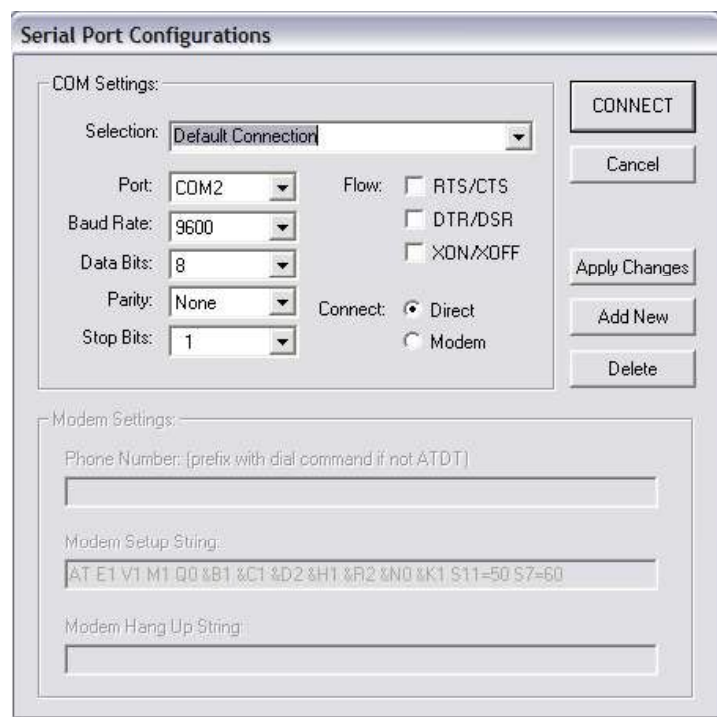 Serial Port Configurations
COM Settings:
Selection: Default Connection
Port: COM2
Baud Rate: 9600
Data Bits: 8
Parity: None
Stop Bits: 1
Flow: RTS/CTS
DTR/DSR
XON/XOFF
Connect: Direct
Modem
CONNECT
Cancel
Apply Changes
Add New
Delete
Modem Settings:
Phone Number: (prefix with dial command if not ATDT)
Modem Setup String:
AT E1 V1 M1 Q0 &B1 &C1 &D2 &H1 &R2 &N0 &K1 S11=50 S7=60
Modem Hang Up String: